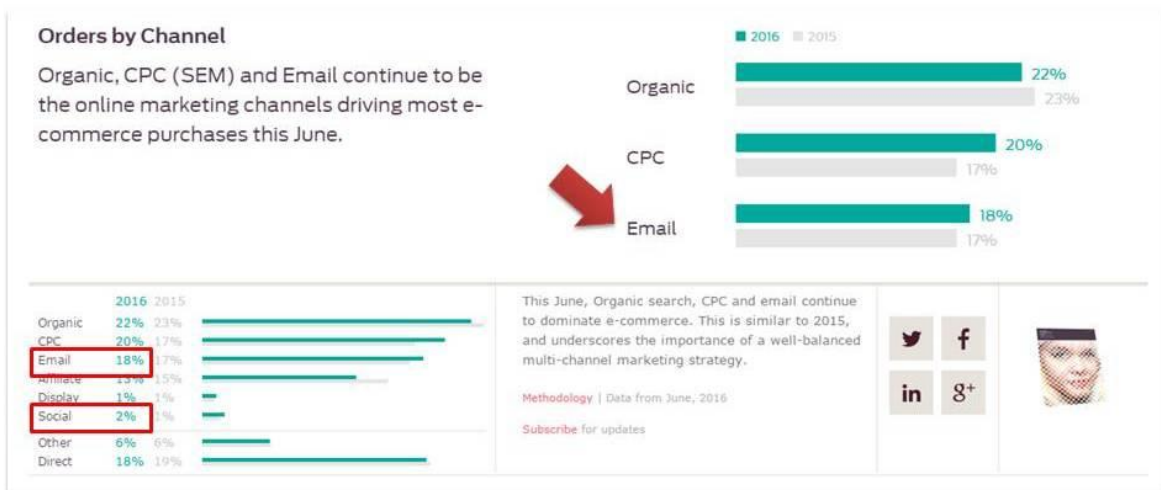 Orders by Channel
Organic, CPC (SEM) and Email continue to be
the online marketing channels driving most e-
commerce purchases this June.
2016 2015
Organic 22%
23%
CPC 20%
17%
Email 18%
17%
2016 2015
Organic 22% 23%
CPC 20% 17%
Email 18% 17%
Affiliate 13% 15%
Display 1% 1%
Social 2% 1%
Other 6% 6%
Direct 18% 19%
This June, Organic search, CPC and email continue
to dominate e-commerce. This is similar to 2015,
and underscores the importance of a well-balanced
multi-channel marketing strategy.
Methodology | Data from June, 2016
Subscribe for updates
f
in 8+